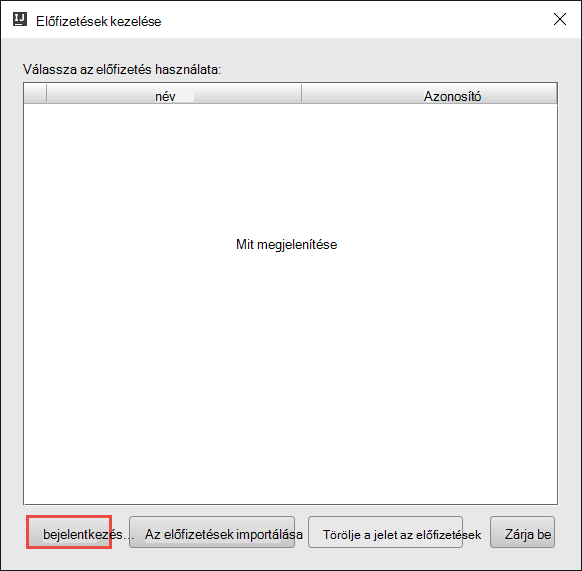 IJ
Előfizetések kezelése
Válassza az előfizetés használata:
név Azonosító
Mit megjelenítése
bejelentkezés... Az előfizetések importálása Törölje a jelet az előfizetések Zárja be